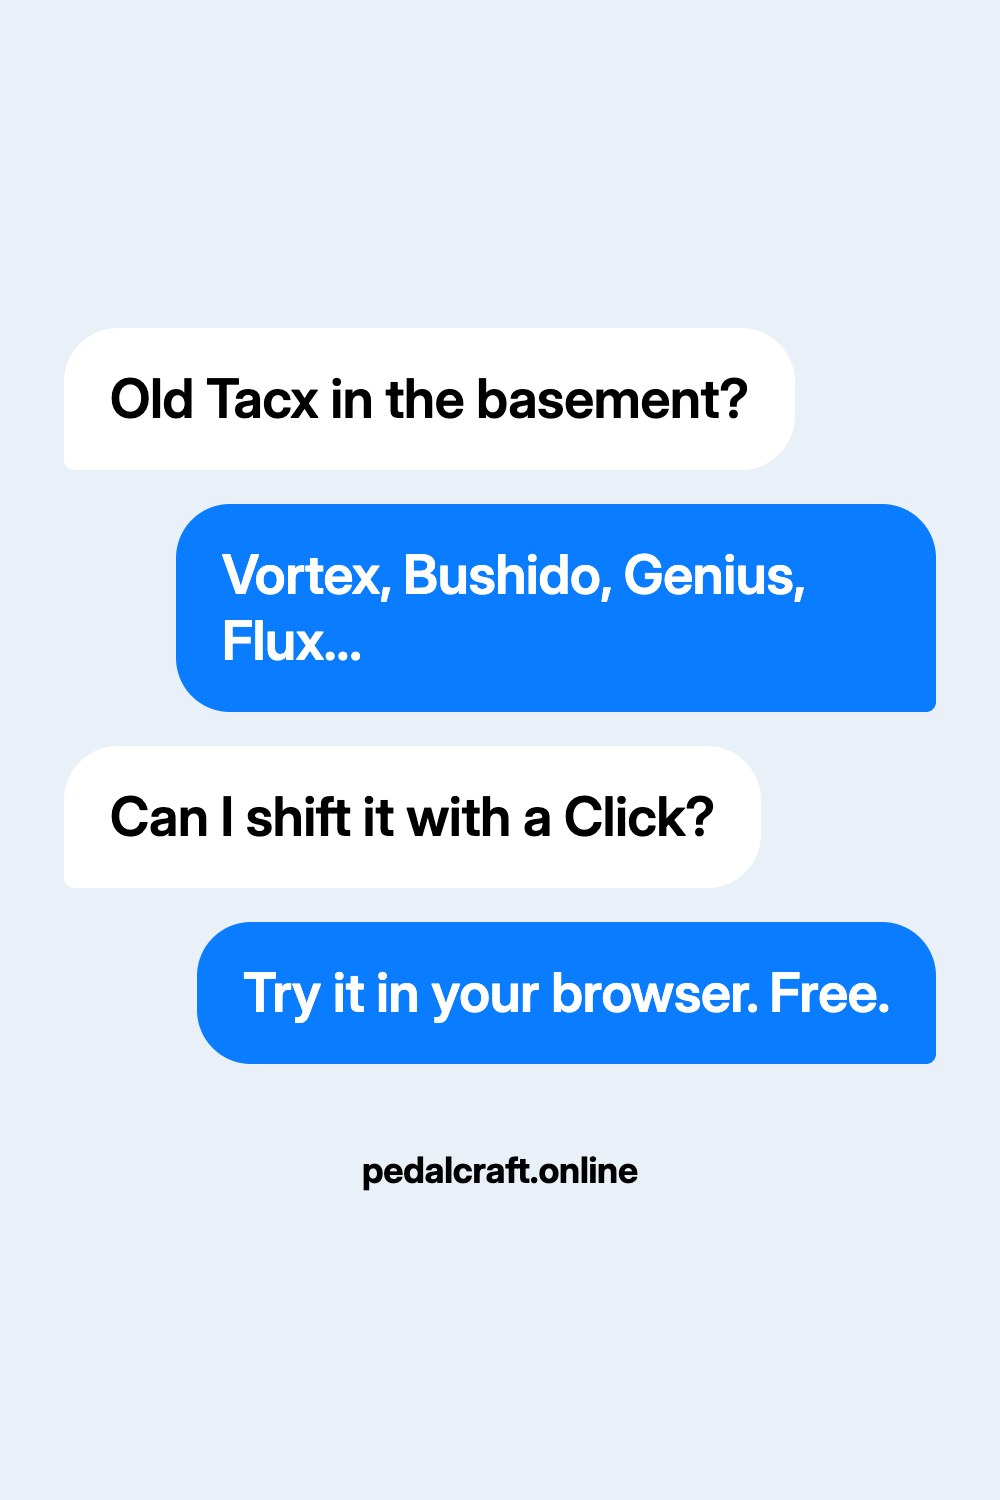 Old Tacx in the basement?
Vortex, Bushido, Genius,
Flux...
Can I shift it with a Click?
Try it in your browser. Free.
pedalcraft.online